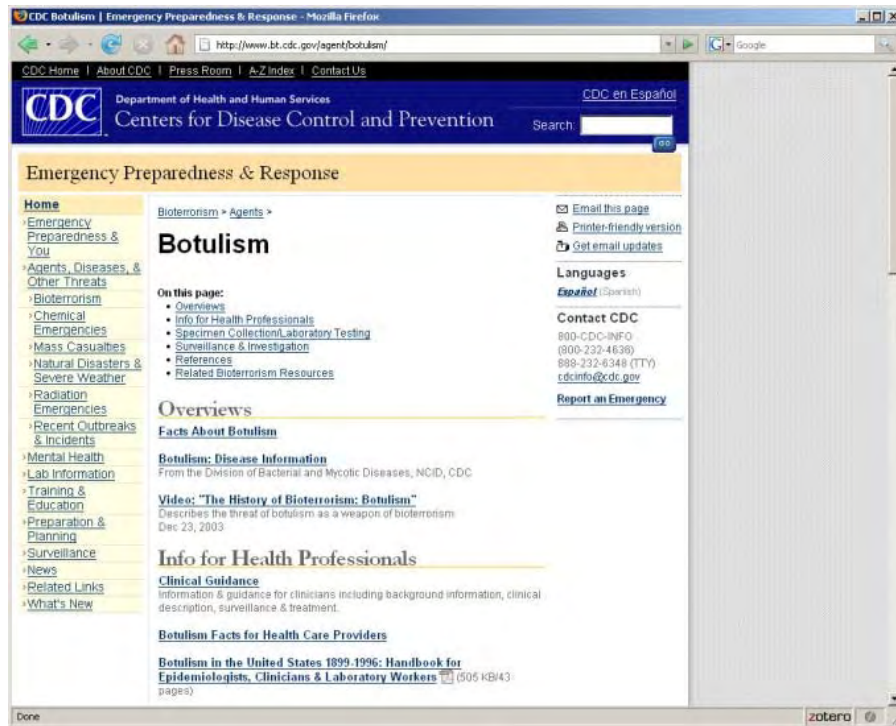 CDC Botulism | Emergency Preparedness & Response - Mozilla Firefox
http://www.bt.cdc.gov/agent/botulism/
G Google
CDC Home | About CDC | Press Room | A-Z Index | Contact Us
CDC
Department of Health and Human Services
Centers for Disease Control and Prevention
CDC en Español
Search:
GO
Emergency Preparedness & Response
Home
Emergency
Preparedness &
You
Agents, Diseases, &
Other Threats
Bioterrorism
Chemical
Emergencies
Mass Casualties
Natural Disasters &
Severe Weather
Radiation
Emergencies
Recent Outbreaks
& Incidents
Mental Health
Lab Information
Training &
Education
Preparation &
Planning
Surveillance
News
Related Links
What's New
Bioterrorism > Agents >
Botulism
On this page:
• Overviews
• Info for Health Professionals
• Specimen Collection/Laboratory Testing
• Surveillance & Investigation
• References
• Related Bioterrorism Resources
Overviews
Facts About Botulism
Botulism: Disease Information
From the Division of Bacterial and Mycotic Diseases, NCID, CDC
Video: "The History of Bioterrorism: Botulism"
Describes the threat of botulism as a weapon of bioterrorism
Dec 23, 2003
Info for Health Professionals
Clinical Guidance
Information & guidance for clinicians including background information, clinical
description, surveillance & treatment.
Botulism Facts for Health Care Providers
Botulism in the United States 1899-1996: Handbook for
Epidemiologists, Clinicians & Laboratory Workers (505 KB/43
pages)
Email this page
Printer-friendly version
Get email updates
Languages
Español (Spanish)
Contact CDC
800-CDC-INFO
(800-232-4636)
888-232-6348 (TTY)
cdcinfo@cdc.gov
Report an Emergency
Done
zotero